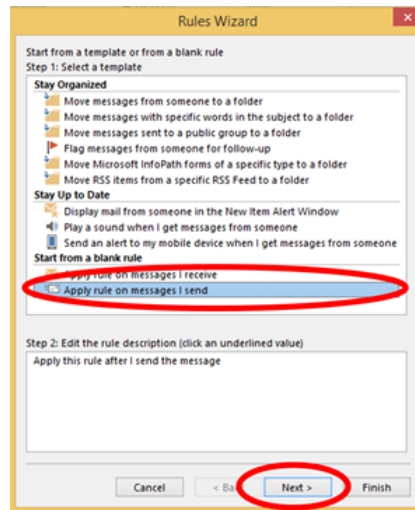 Rules Wizard
Start from a template or from a blank rule
Step 1: Select a template
Stay Organized
Move messages from someone to a folder
Move messages with specific words in the subject to a folder
Move messages sent to a public group to a folder
Flag messages from someone for follow-up
Move Microsoft InfoPath forms of a specific type to a folder
Move RSS items from a specific RSS Feed to a folder
Stay Up to Date
Display mail from someone in the New Item Alert Window
Play a sound when I get messages from someone
Send an alert to my mobile device when I get messages from someone
Start from a blank rule
Apply rule on messages I receive
Apply rule on messages I send
Step 2: Edit the rule description (click an underlined value)
Apply this rule after I send the message
Cancel < Back Next > Finish